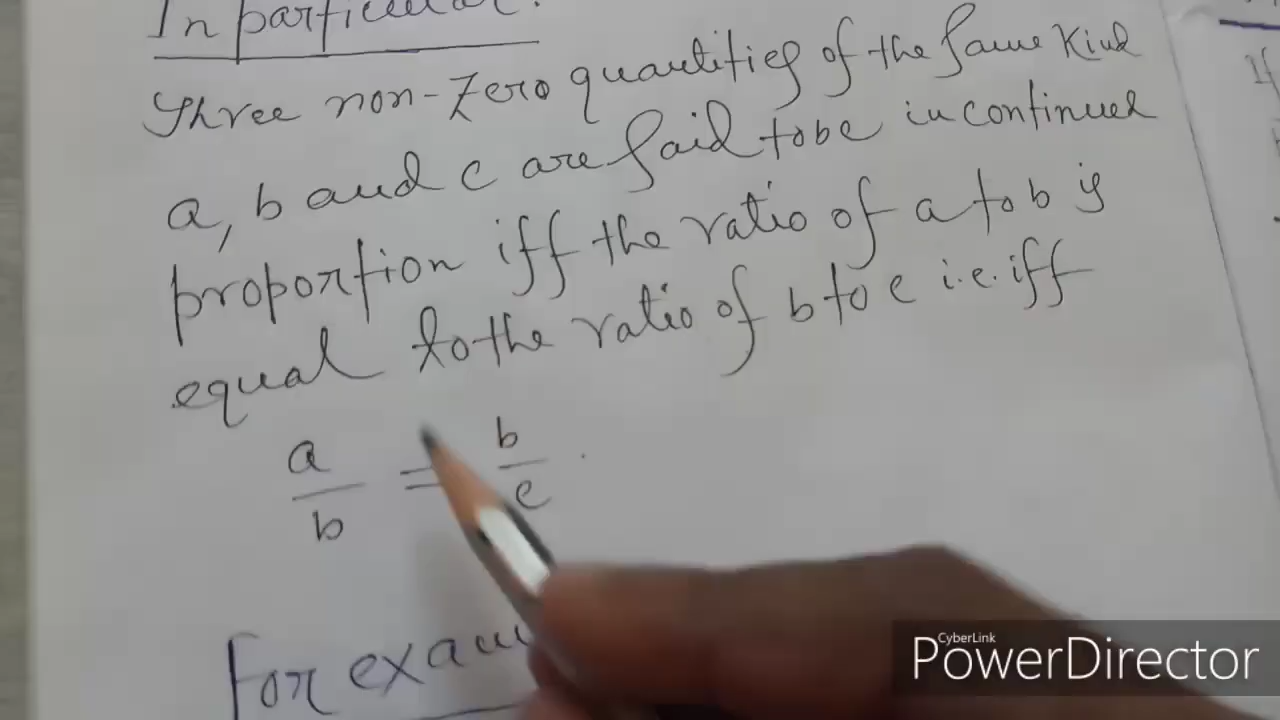 In particular:
Three non-Zero quantities of the Same Kind
a, b and c are Said to be in continued
proportion iff the ratio of a to b is
equal to the ratio of b to c i.e. iff
a/b = b/c .
For exam
If
CyberLink
PowerDirector